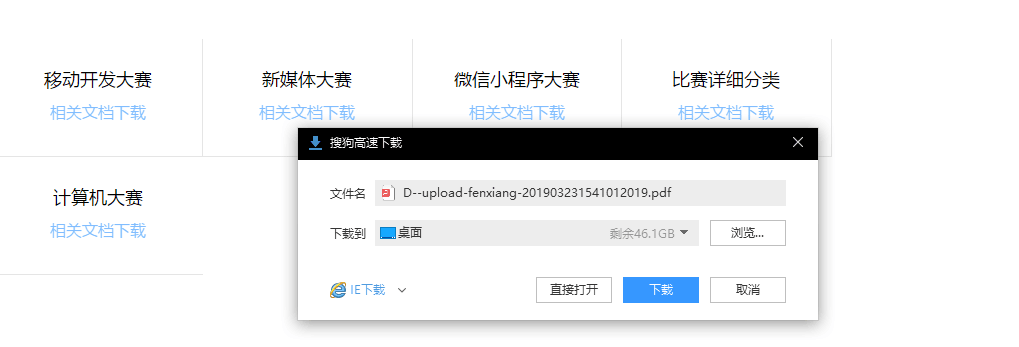 移动开发大赛
新媒体大赛
微信小程序大赛
比赛详细分类
相关文档下载
相关文档下载
相关文档下载
相关文档下载
搜狗高速下载
计算机大赛
相关文档下载
文件名
D--upload-fenxiang-201903231541012019.pdf
下载到
桌面
剩余46.1GB
浏览...
IE下载
直接打开
下载
取消